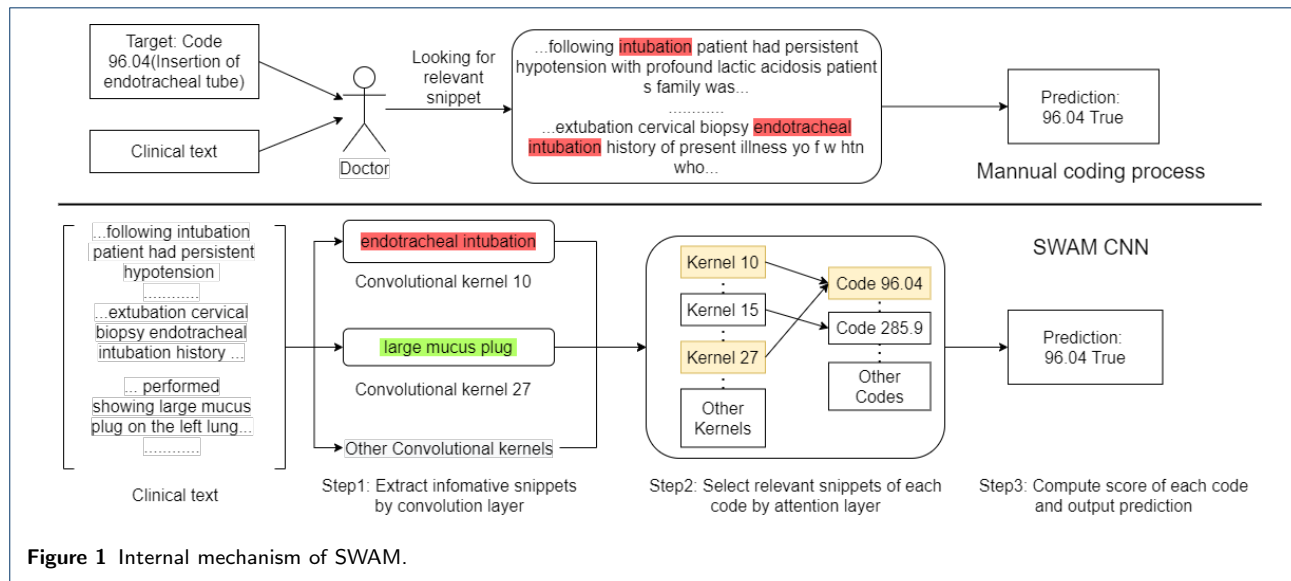 Target: Code
96.04(Insertion of
endotracheal tube)
Clinical text
Doctor
Looking for
relevant
snippet
...following intubation patient had persistent
hypotension with profound lactic acidosis patient
s family was...
............
...extubation cervical biopsy endotracheal
intubation history of present illness yo f w htn
who...
Prediction:
96.04 True
Mannual coding process
...following intubation
patient had persistent
hypotension
............
...extubation cervical
biopsy endotracheal
intubation history ...
... performed
showing large mucus
plug on the left lung...
............
Clinical text
endotracheal intubation
Convolutional kernel 10
large mucus plug
Convolutional kernel 27
Other Convolutional kernels
Step1: Extract infomative snippets
by convolution layer
Kernel 10
Kernel 15
Kernel 27
Other
Kernels
Code 96.04
Code 285.9
Other
Codes
Step2: Select relevant snippets of each
code by attention layer
SWAM CNN
Prediction:
96.04 True
Step3: Compute score of each code
and output prediction
Figure 1 Internal mechanism of SWAM.